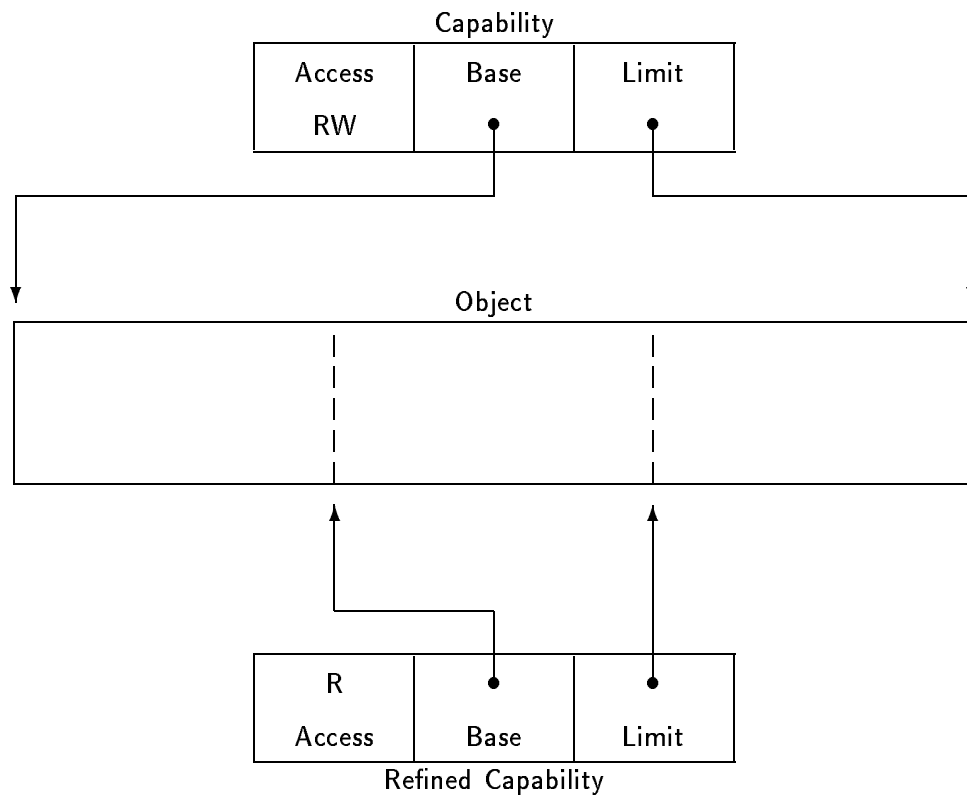 Capability
Access Base Limit
RW
Object
R
Access Base Limit
Refined Capability